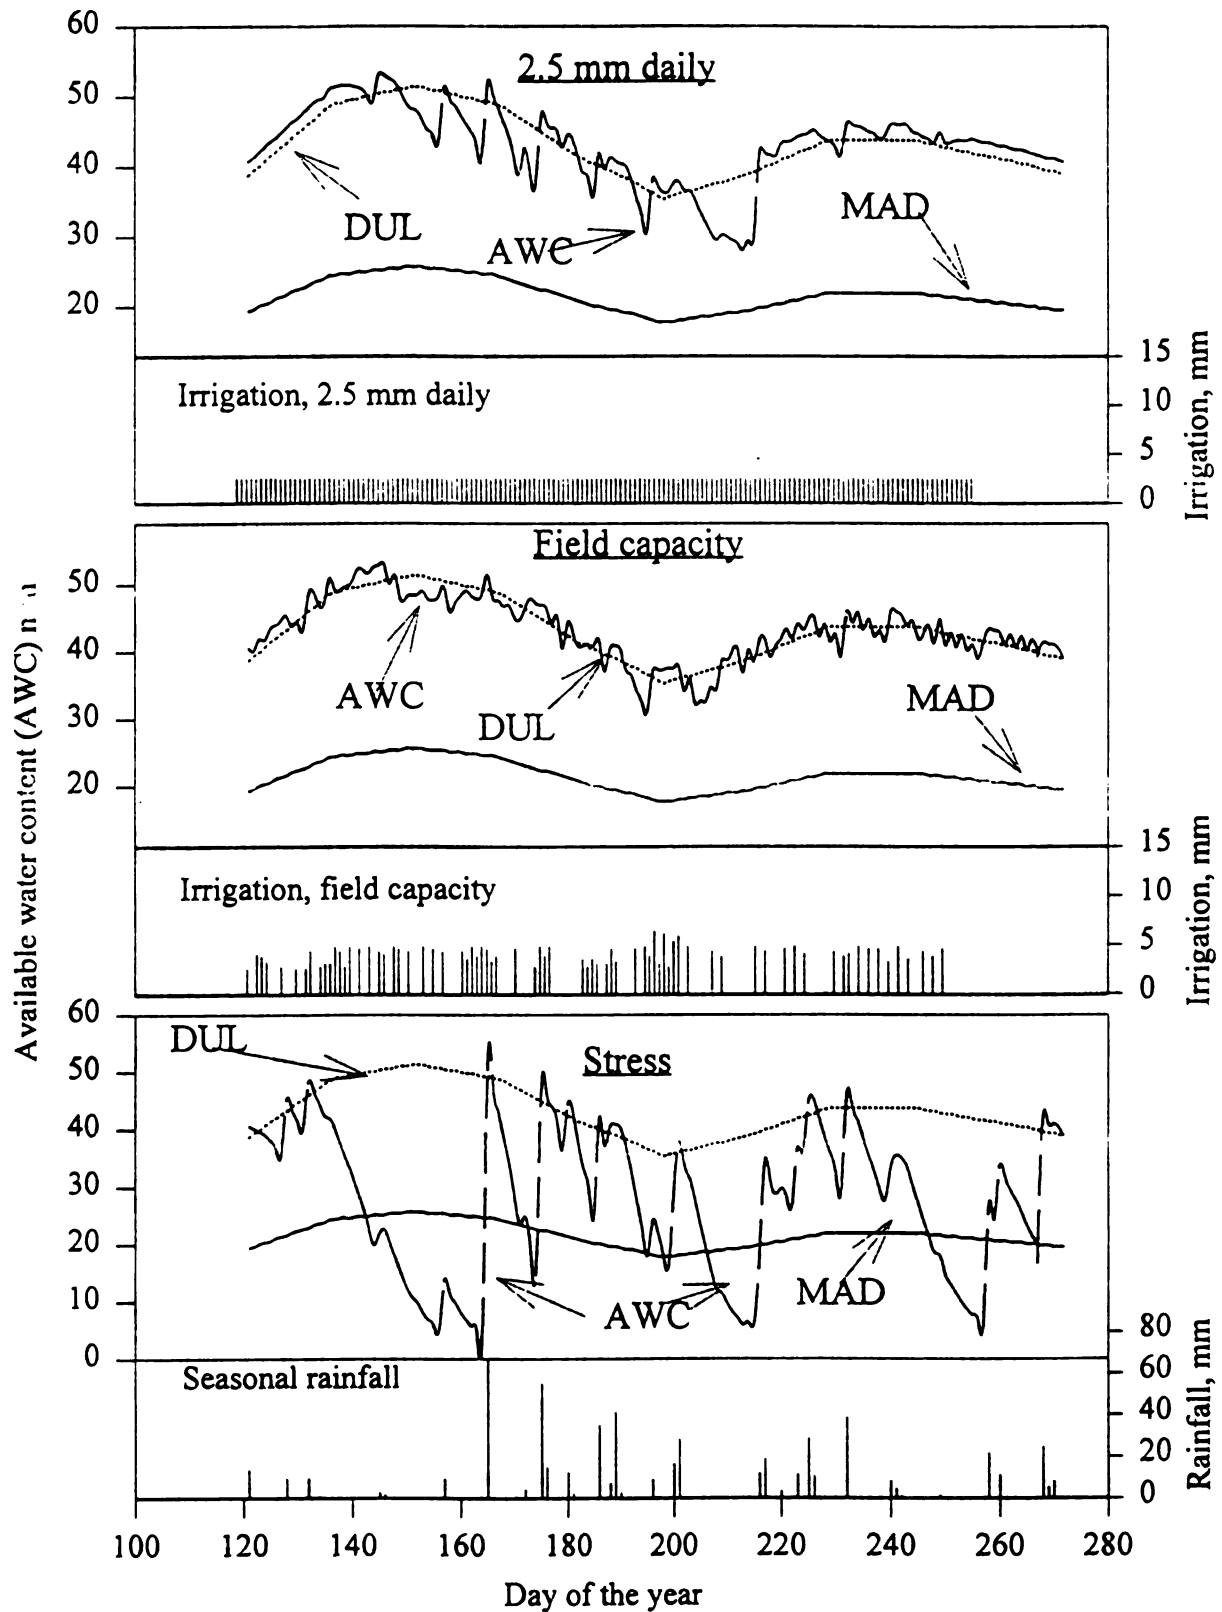 60
2.5 mm daily
50
40
MAD
DUL
AWC
30
20
15
Irrigation, 2.5 mm daily
10
5
0
Irrigation, mm
Field capacity
50
40
AWC
MAD
DUL
30
20
15
Irrigation, field capacity
10
5
0
Irrigation, mm
Available water content (AWC)
60
DUL
Stress
50
40
30
20
MAD
AWC
10
0
80
Seasonal rainfall
60
40
20
0
Rainfall, mm
100 120 140 160 180 200 220 240 260 280
Day of the year